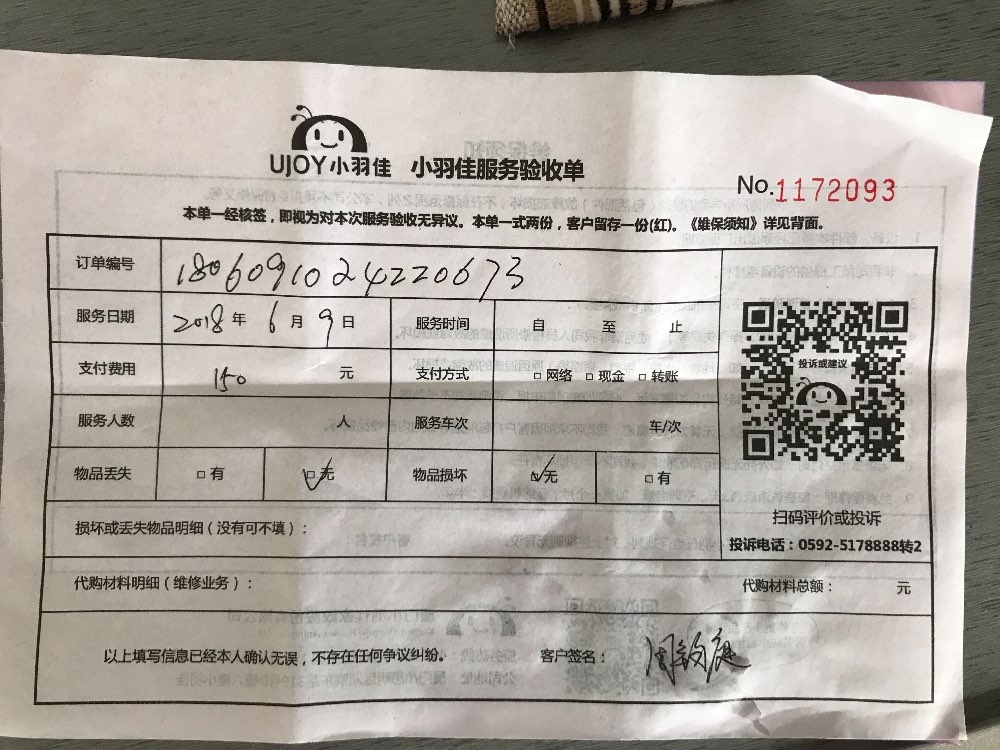 UJOY小羽佳 小羽佳服务验收单
No.1172093
本单一经核签，即视为对本次服务验收无异议。本单一式两份，客户留存一份(红)。《维保须知》详见背面。
订单编号 1806091024220673
服务日期 2018年 6月 9日 服务时间 自 至 止
支付费用 150 元 支付方式 □网络 □现金 □转账
服务人数 人 服务车次 车/次
物品丢失 □有 ☑无 物品损坏 ☑无 □有
投诉或建议
扫码评价或投诉
投诉电话：0592-5178888转2
损坏或丢失物品明细（没有可不填）：
代购材料明细（维修业务）： 代购材料总额： 元
以上填写信息已经本人确认无误，不存在任何争议纠纷。 客户签名：